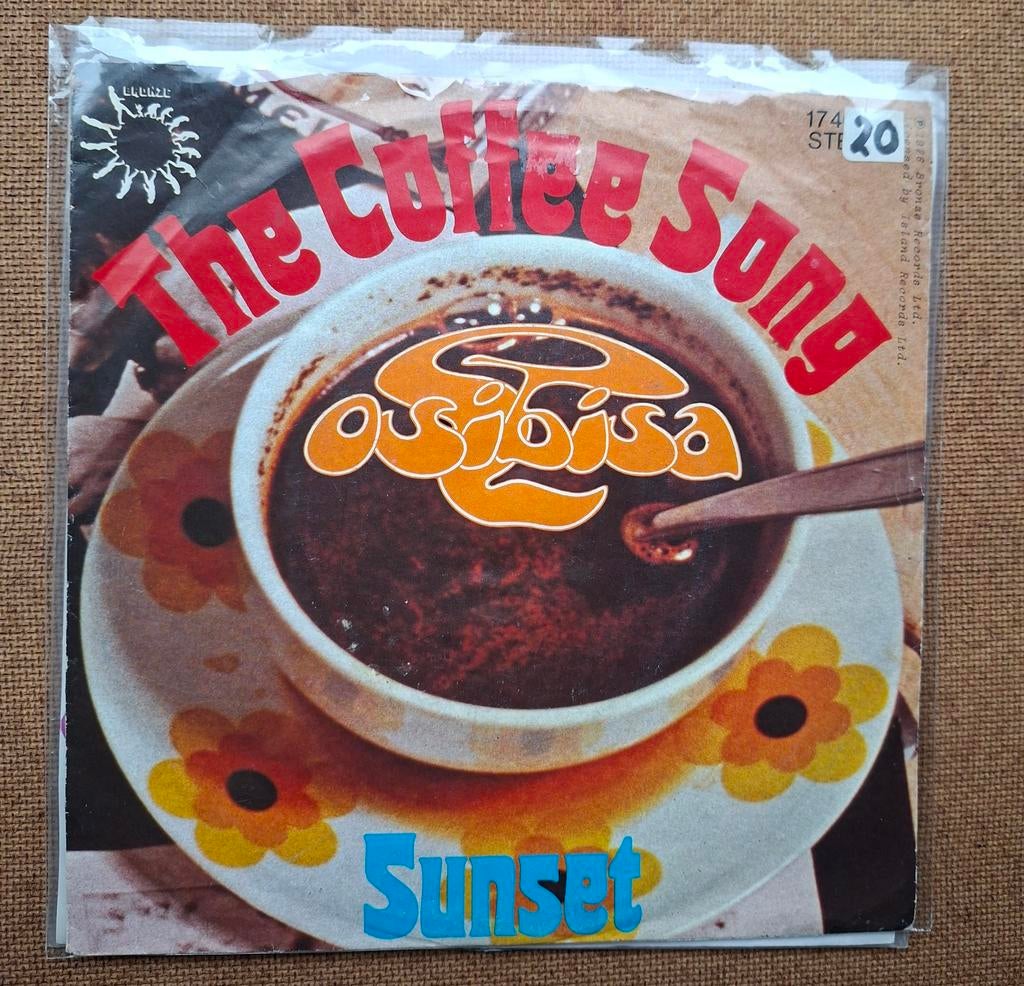 BRONZE
The Coffee Song
174
STE
20
Bronze Records Ltd.
by Island Records Ltd.
osibisa
Sunset